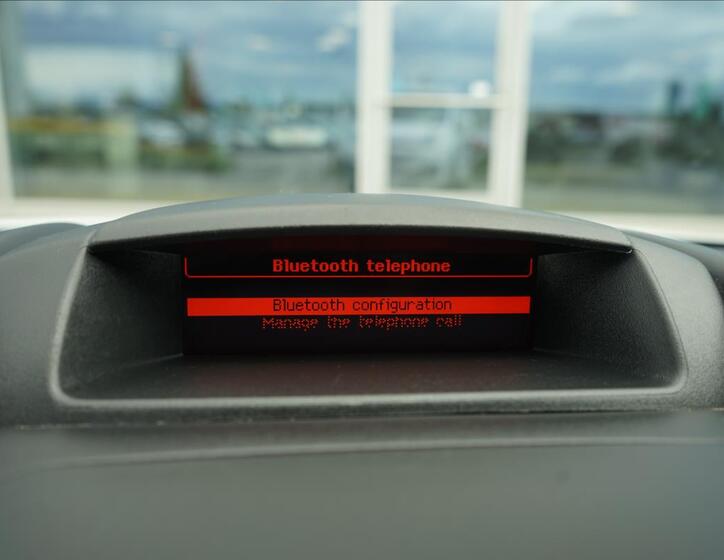 Bluetooth telephone
Bluetooth configuration
Manage the telephone call